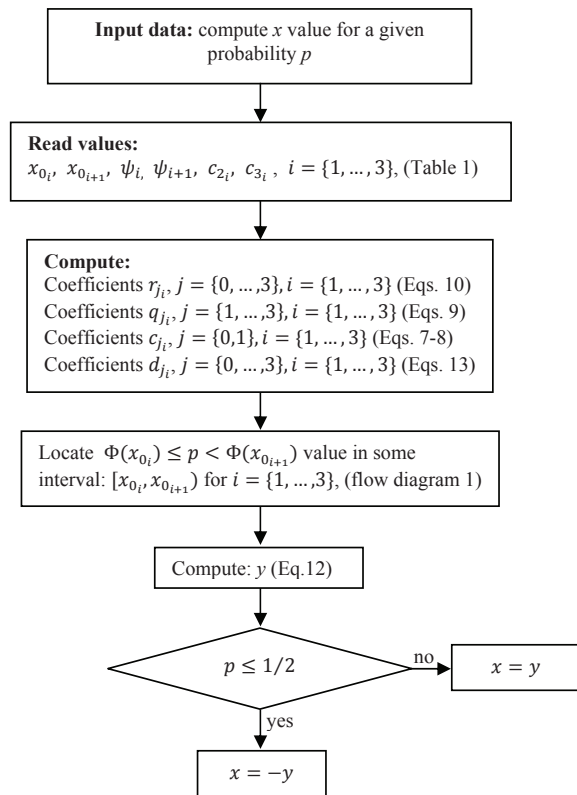 Input data: compute x value for a given
probability p
Read values:
x₀ᵢ, x₀ᵢ₊₁ ψᵢ, ψᵢ₊₁, c₂ᵢ, c₃ᵢ , i = {1, … , 3}, (Table 1)
Compute:
Coefficients rⱼᵢ, j = {0, … ,3}, i = {1, … , 3} (Eqs. 10)
Coefficients qⱼᵢ, j = {1, … ,3}, i = {1, … , 3} (Eqs. 9)
Coefficients cⱼᵢ, j = {0,1}, i = {1, … , 3} (Eqs. 7-8)
Coefficients dⱼᵢ, j = {0, … ,3}, i = {1, … , 3} (Eqs. 13)
Locate Φ(x₀ᵢ) ≤ p < Φ(x₀ᵢ₊₁) value in some
interval: [x₀ᵢ, x₀ᵢ₊₁) for i = {1, … ,3}, (flow diagram 1)
Compute: y (Eq.12)
p ≤ 1/2
no
x = y
yes
x = −y